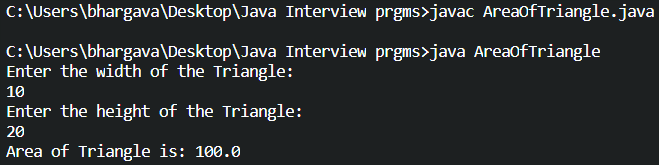 C:\Users\bhargava\Desktop\Java Interview prgms>javac AreaOfTriangle.java
C:\Users\bhargava\Desktop\Java Interview prgms>java AreaOfTriangle
Enter the width of the Triangle:
10
Enter the height of the Triangle:
20
Area of Triangle is: 100.0